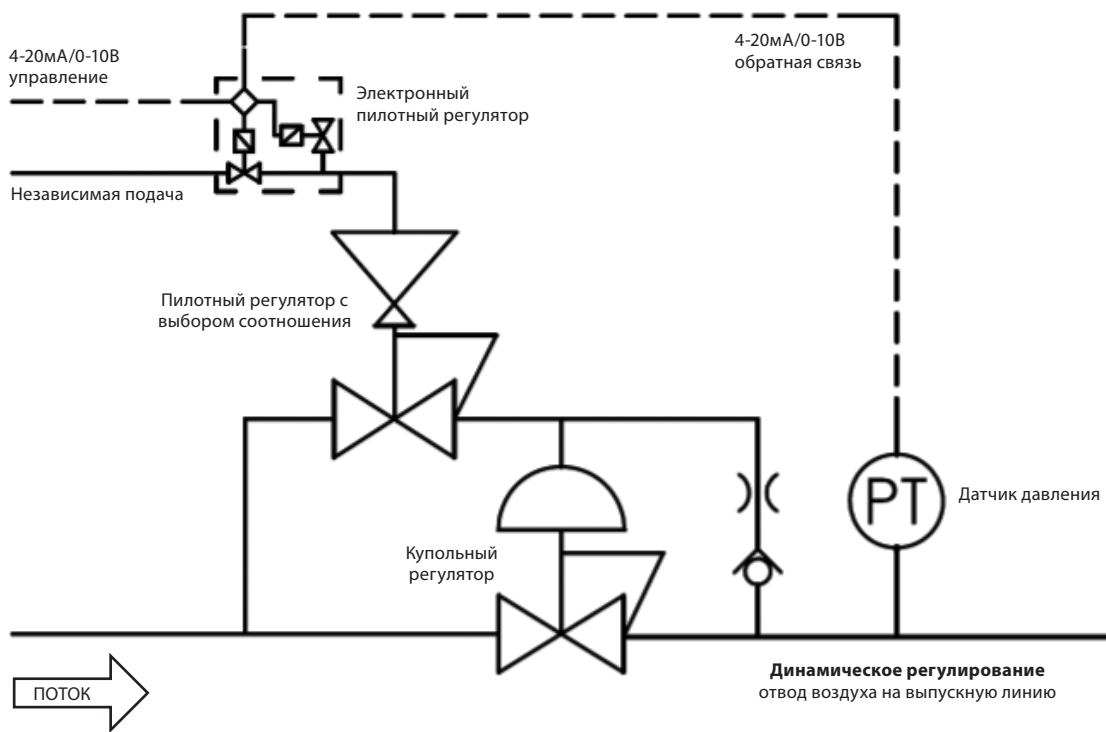 4-20мА/0-10В
управление
4-20мА/0-10В
обратная связь
Электронный
пилотный регулятор
Независимая подача
Пилотный регулятор с
выбором соотношения
PT
Датчик давления
Купольный
регулятор
Динамическое регулирование
отвод воздуха на выпускную линию
ПОТОК